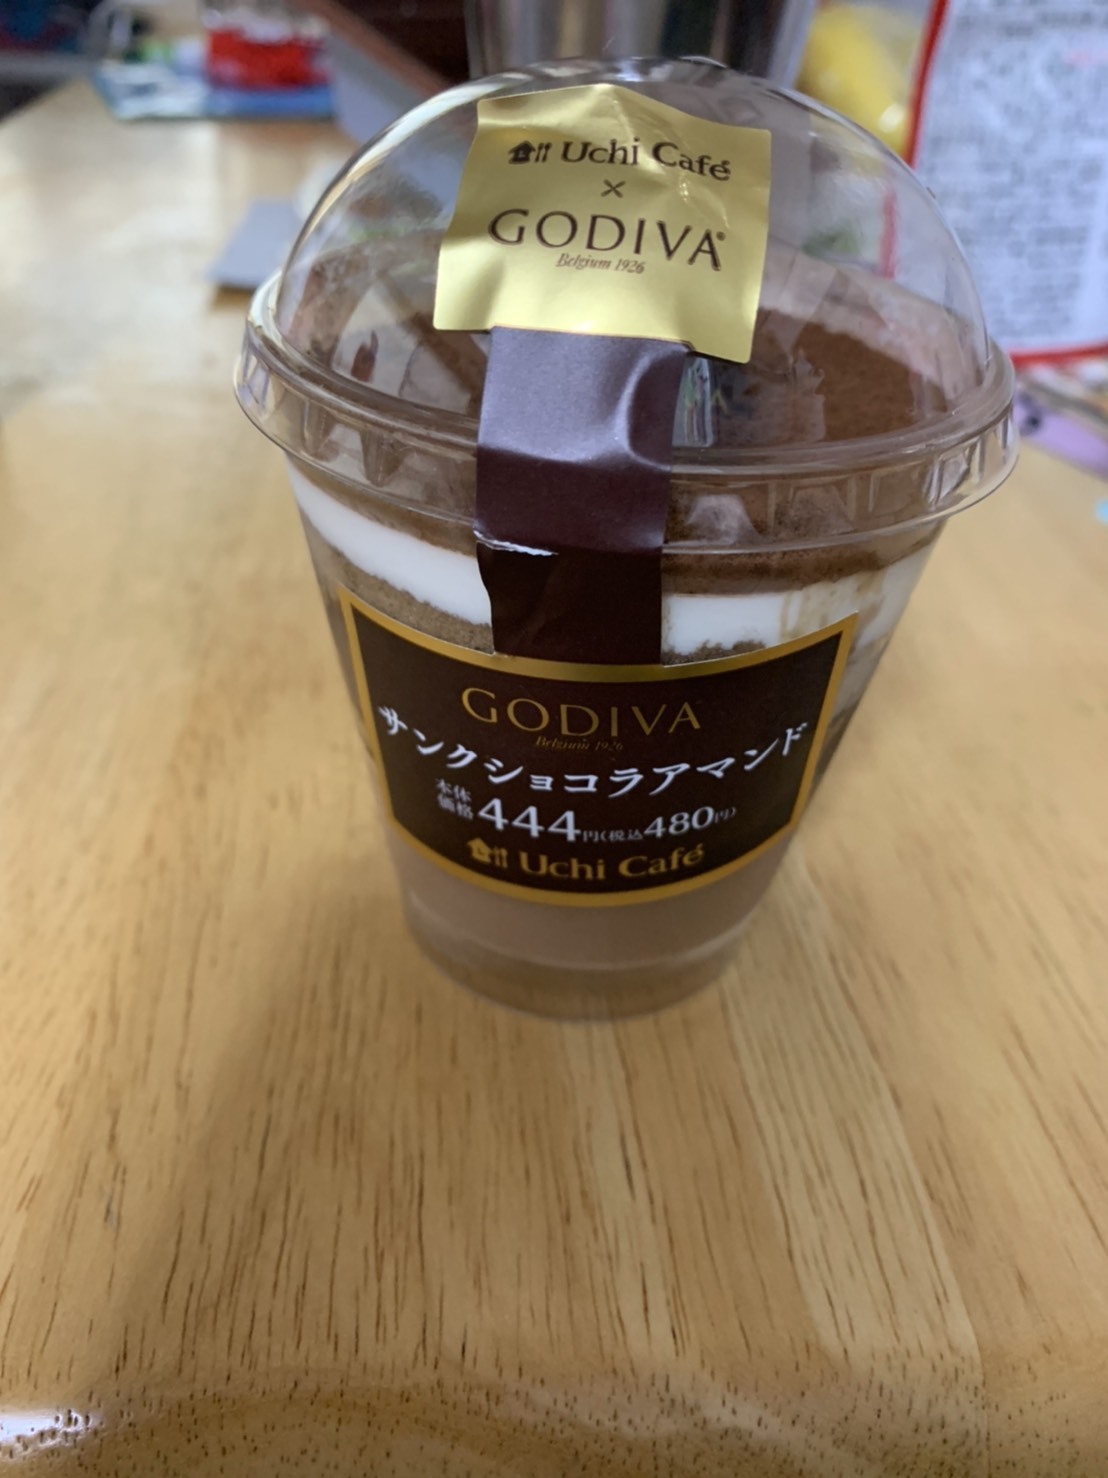 Uchi Café
×
GODIVA
Belgium 1926
GODIVA
Belgium 1926
サンクショコラアマンド
本体価格444円(税込480円)
Uchi Café